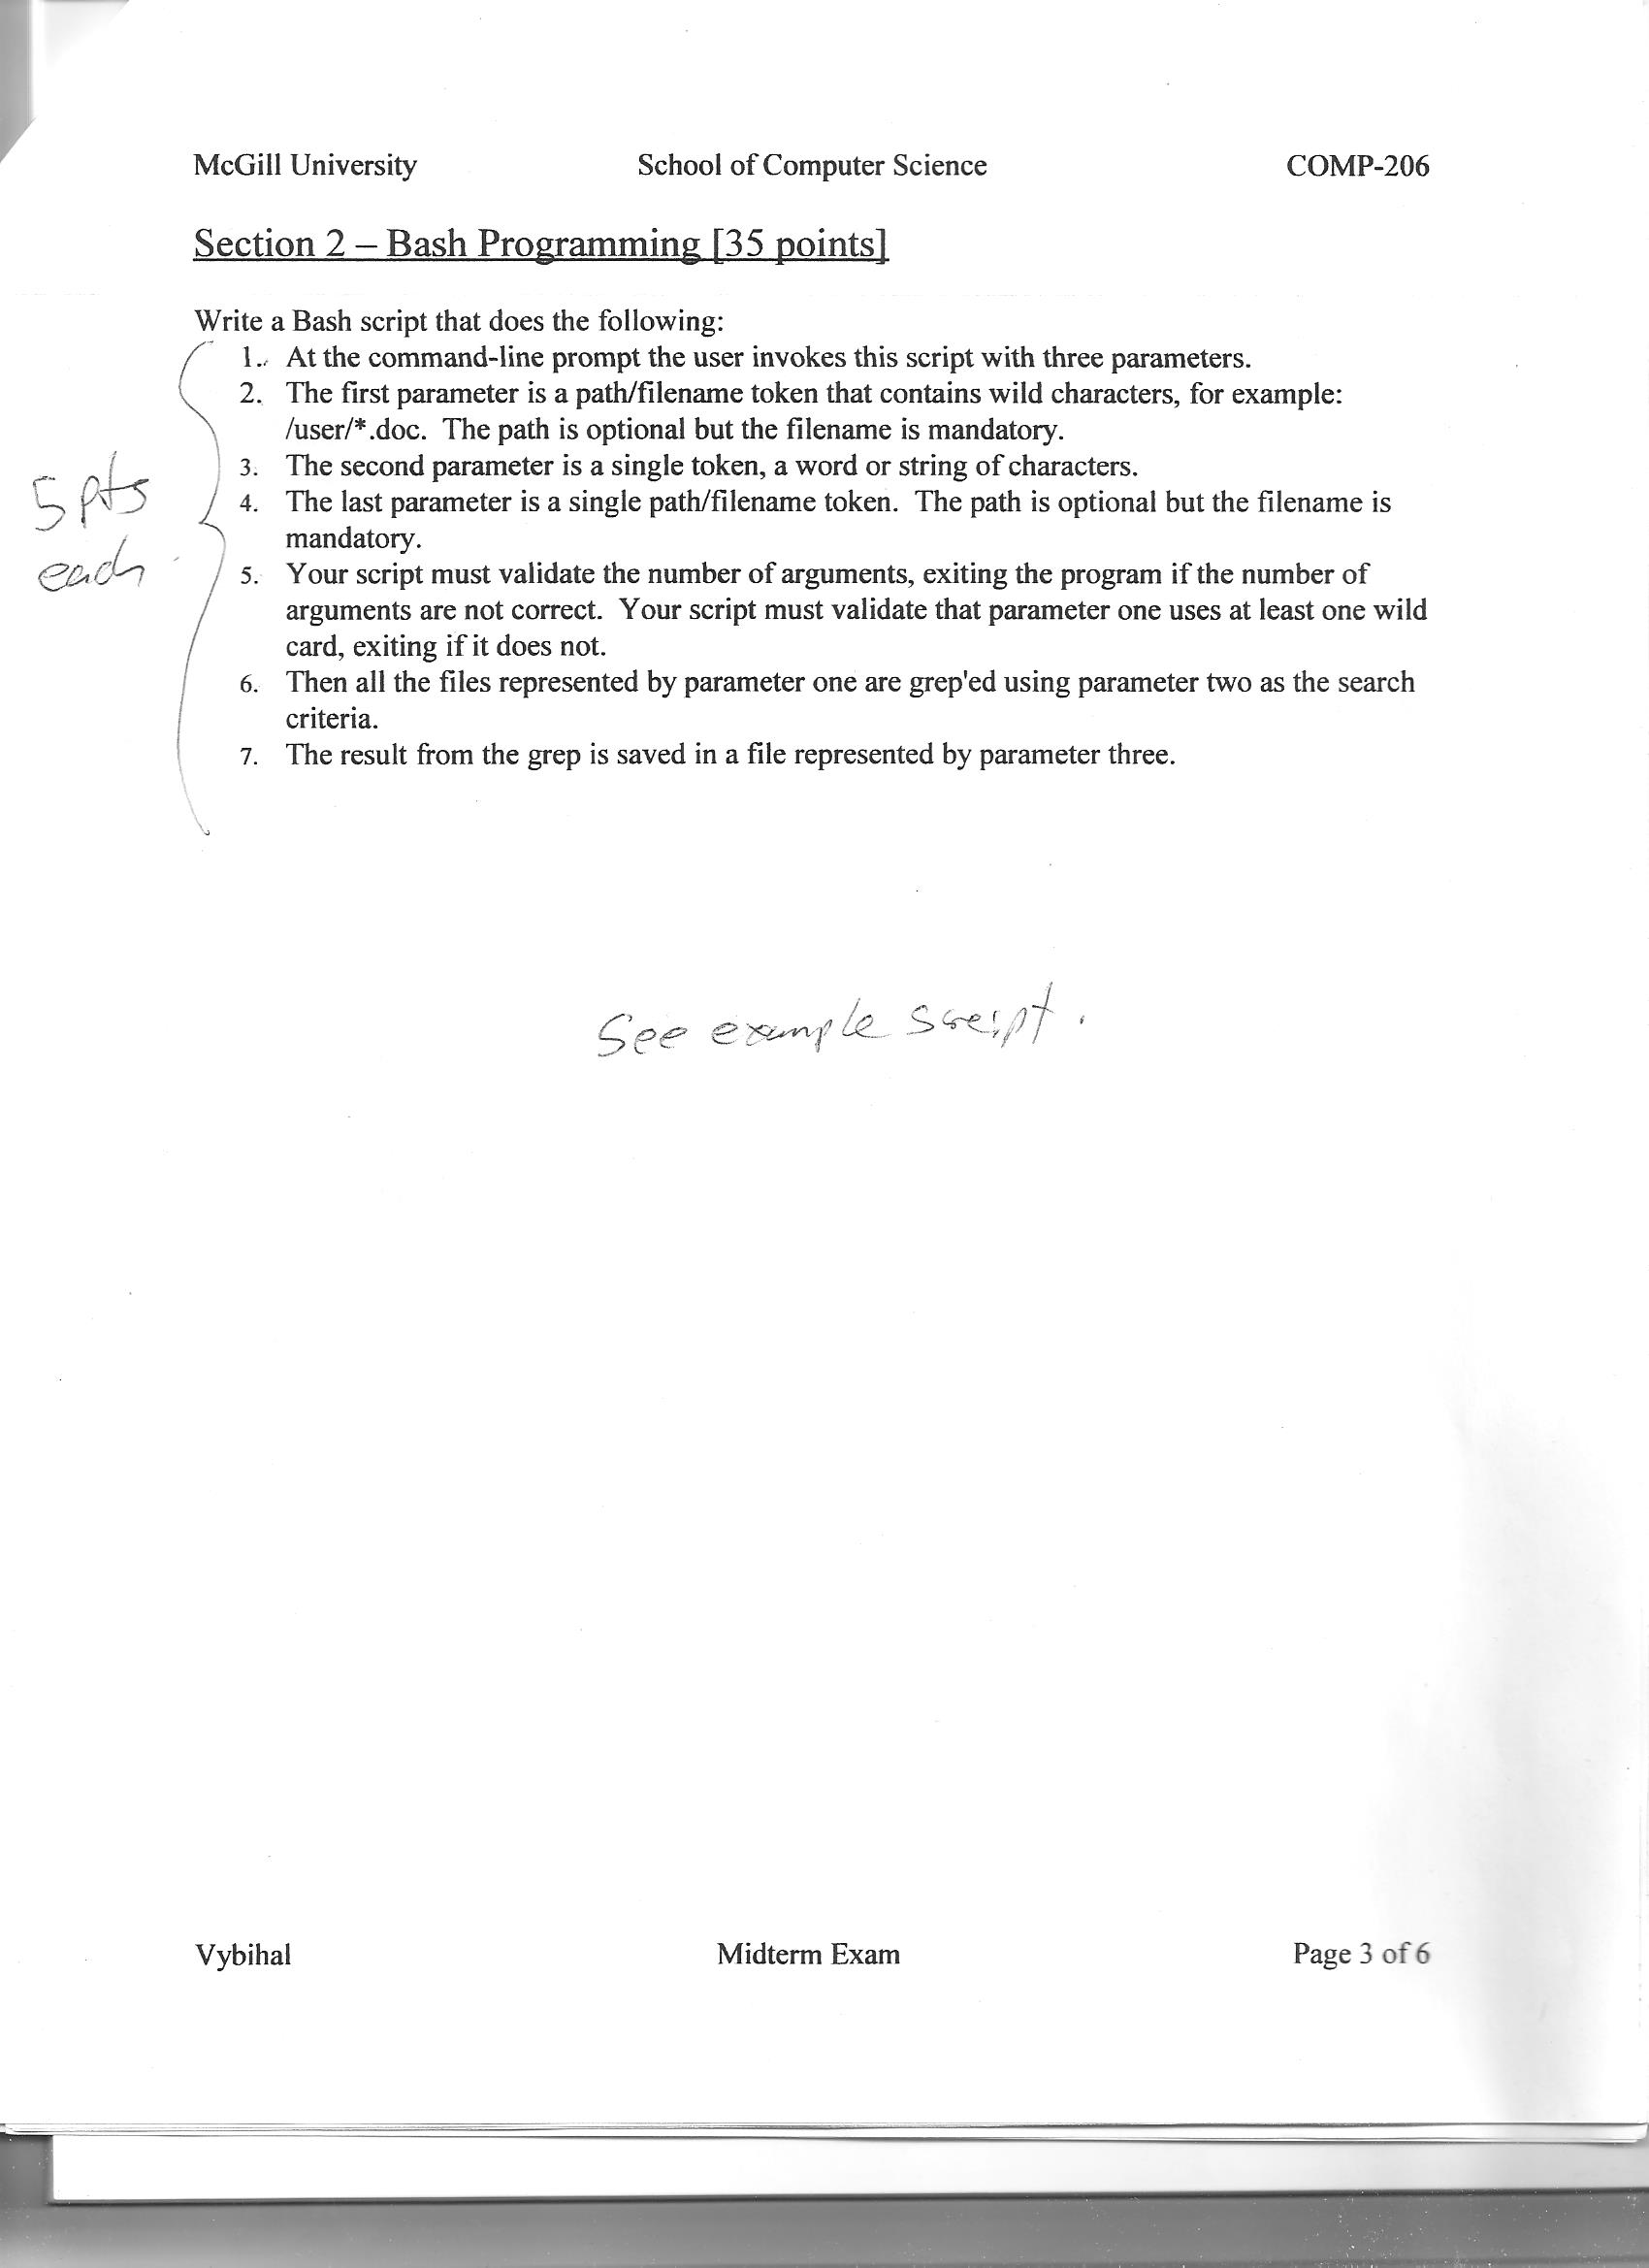 McGill University School of Computer Science COMP-206
Section 2 – Bash Programming [35 points]
Write a Bash script that does the following:
1. At the command-line prompt the user invokes this script with three parameters.
2. The first parameter is a path/filename token that contains wild characters, for example:
/user/*.doc. The path is optional but the filename is mandatory.
3. The second parameter is a single token, a word or string of characters.
4. The last parameter is a single path/filename token. The path is optional but the filename is
mandatory.
5. Your script must validate the number of arguments, exiting the program if the number of
arguments are not correct. Your script must validate that parameter one uses at least one wild
card, exiting if it does not.
6. Then all the files represented by parameter one are grep'ed using parameter two as the search
criteria.
7. The result from the grep is saved in a file represented by parameter three.
5 pts
each
See example script.
Vybihal Midterm Exam Page 3 of 6